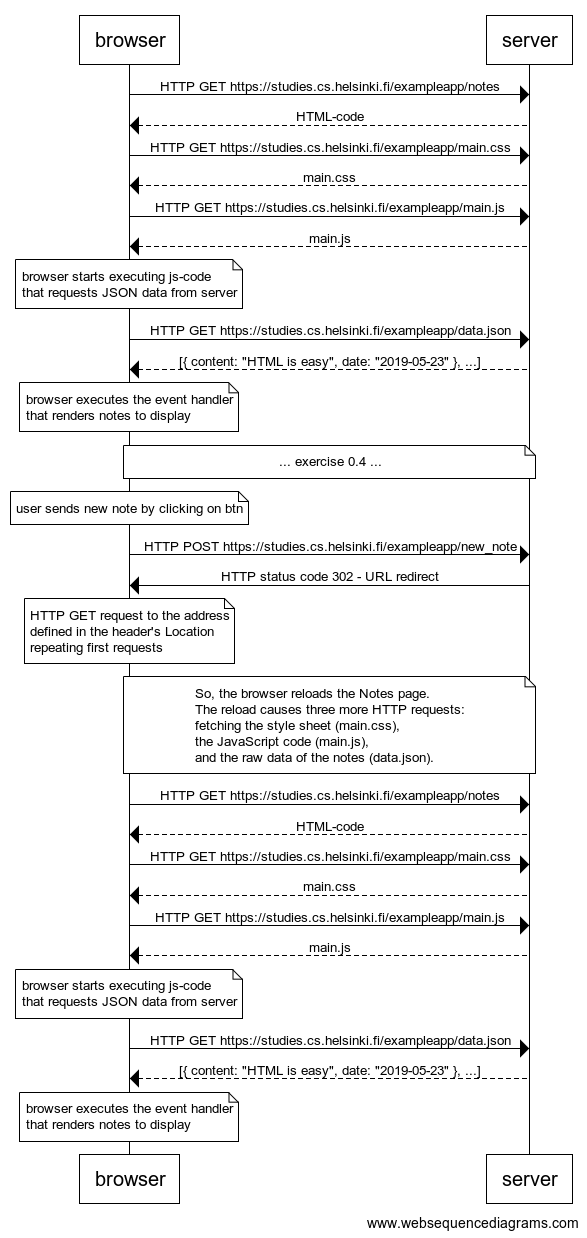 browser
server
HTTP GET https://studies.cs.helsinki.fi/exampleapp/notes
HTML-code
HTTP GET https://studies.cs.helsinki.fi/exampleapp/main.css
main.css
HTTP GET https://studies.cs.helsinki.fi/exampleapp/main.js
main.js
browser starts executing js-code
that requests JSON data from server
HTTP GET https://studies.cs.helsinki.fi/exampleapp/data.json
[{ content: "HTML is easy", date: "2019-05-23" }, ...]
browser executes the event handler
that renders notes to display
... exercise 0.4 ...
user sends new note by clicking on btn
HTTP POST https://studies.cs.helsinki.fi/exampleapp/new_note
HTTP status code 302 - URL redirect
HTTP GET request to the address
defined in the header's Location
repeating first requests
So, the browser reloads the Notes page.
The reload causes three more HTTP requests:
fetching the style sheet (main.css),
the JavaScript code (main.js),
and the raw data of the notes (data.json).
HTTP GET https://studies.cs.helsinki.fi/exampleapp/notes
HTML-code
HTTP GET https://studies.cs.helsinki.fi/exampleapp/main.css
main.css
HTTP GET https://studies.cs.helsinki.fi/exampleapp/main.js
main.js
browser starts executing js-code
that requests JSON data from server
HTTP GET https://studies.cs.helsinki.fi/exampleapp/data.json
[{ content: "HTML is easy", date: "2019-05-23" }, ...]
browser executes the event handler
that renders notes to display
browser
server
www.websequencediagrams.com